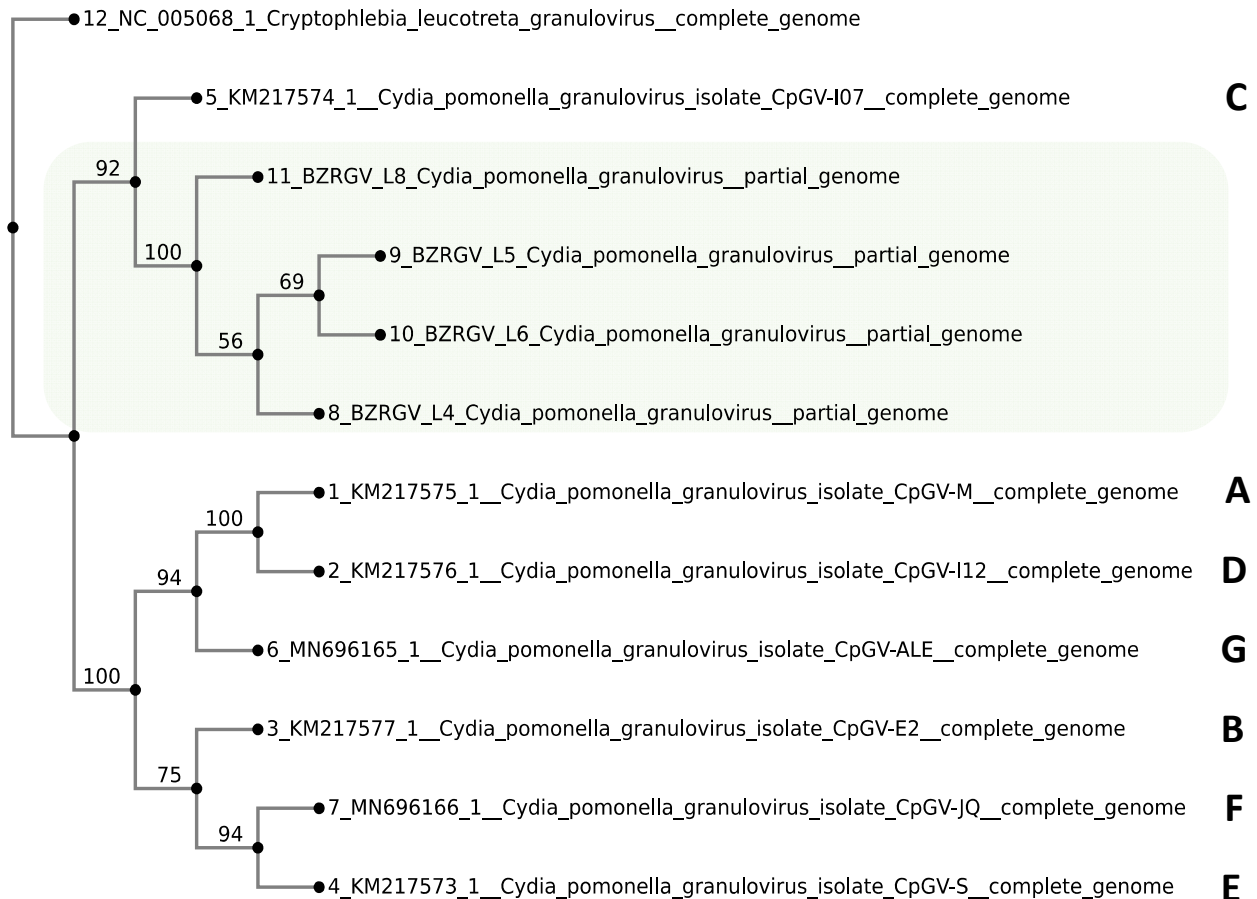 12_NC_005068_1_Cryptophlebia_leucotreta_granulovirus__complete_genome
5_KM217574_1__Cydia_pomonella_granulovirus_isolate_CpGV-I07__complete_genome C
92
11_BZRGV_L8_Cydia_pomonella_granulovirus__partial_genome
100
9_BZRGV_L5_Cydia_pomonella_granulovirus__partial_genome
69
10_BZRGV_L6_Cydia_pomonella_granulovirus__partial_genome
56
8_BZRGV_L4_Cydia_pomonella_granulovirus__partial_genome
1_KM217575_1__Cydia_pomonella_granulovirus_isolate_CpGV-M__complete_genome A
100
2_KM217576_1__Cydia_pomonella_granulovirus_isolate_CpGV-I12__complete_genome D
94
6_MN696165_1__Cydia_pomonella_granulovirus_isolate_CpGV-ALE__complete_genome G
100
3_KM217577_1__Cydia_pomonella_granulovirus_isolate_CpGV-E2__complete_genome B
75
7_MN696166_1__Cydia_pomonella_granulovirus_isolate_CpGV-JQ__complete_genome F
94
4_KM217573_1__Cydia_pomonella_granulovirus_isolate_CpGV-S__complete_genome E